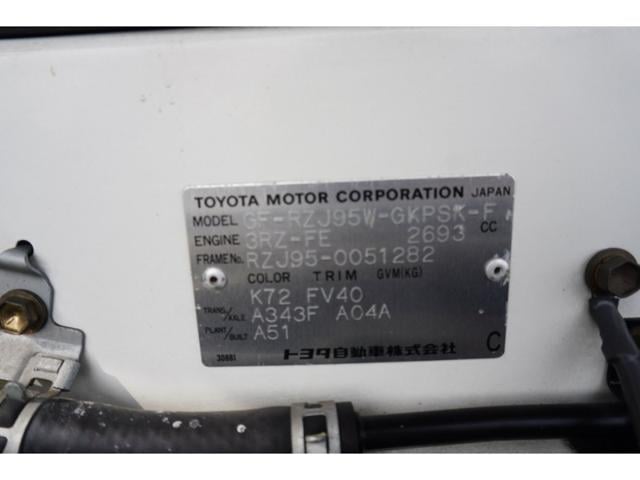 TOYOTA MOTOR CORPORATION JAPAN
MODEL GF-RZJ95W-GKPSK-F
ENGINE 3RZ-FE 2693 CC
FRAME No. RZJ95-0051282
COLOR TRIM GVM(KG)
K72 FV40
TRANS./AXLE A343F A04A
PLANT/BUILT A51
30881 トヨタ自動車株式会社 C